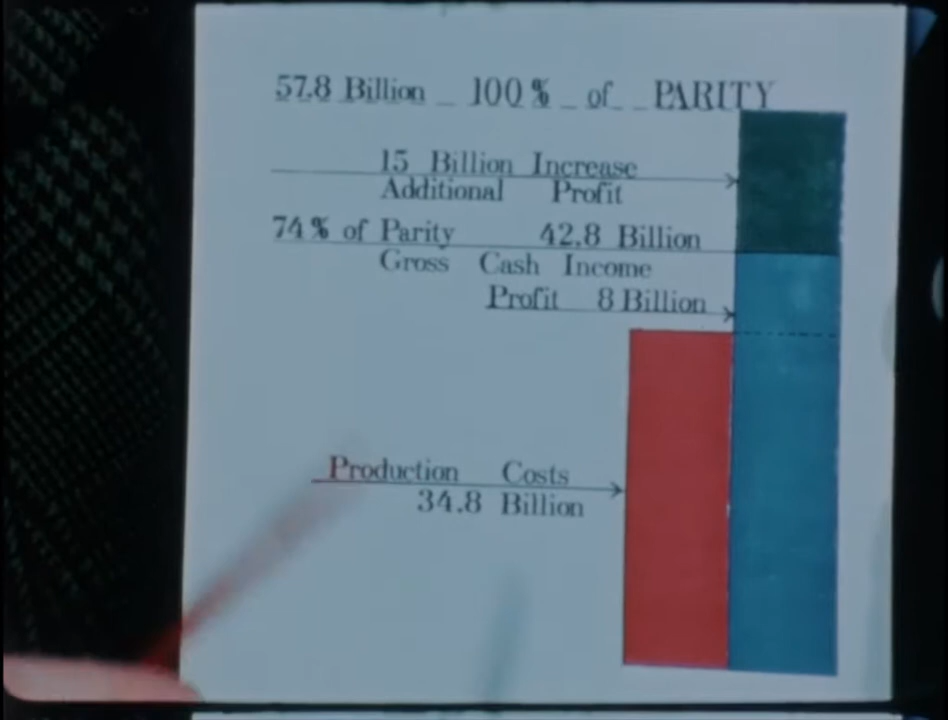 57.8 Billion _ 100% _ of _ _ PARITY
15 Billion Increase
Additional Profit
74% of Parity 42.8 Billion
Gross Cash Income
Profit 8 Billion
Production Costs
34.8 Billion